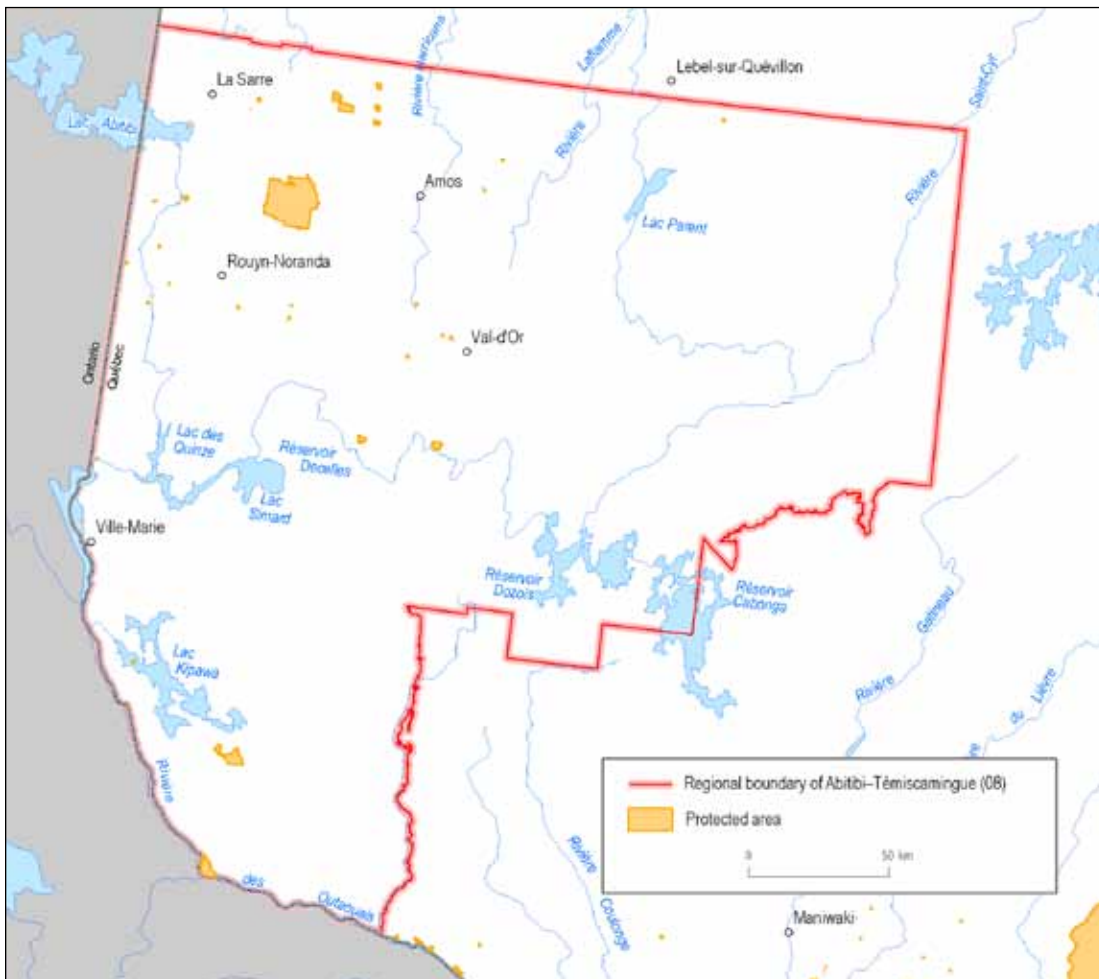 La Sarre
Lac Abitibi
Rivière Harricana
Laflamme
Rivière
Lebel-sur-Quévillon
Saint-Cyr
Rivière
Amos
Lac Parent
Rouyn-Noranda
Val-d'Or
Ontario
Québec
Lac des
Quinze
Réservoir
Decelles
Lac
Simard
Ville-Marie
Réservoir
Dozois
Réservoir
Cabonga
Gatineau
Rivière
Lac
Kipawa
du
Lièvre
Rivière
des
Outaouais
Rivière
Coulonge
Regional boundary of Abitibi–Témiscamingue (08)
Protected area
0 50 km
Maniwaki